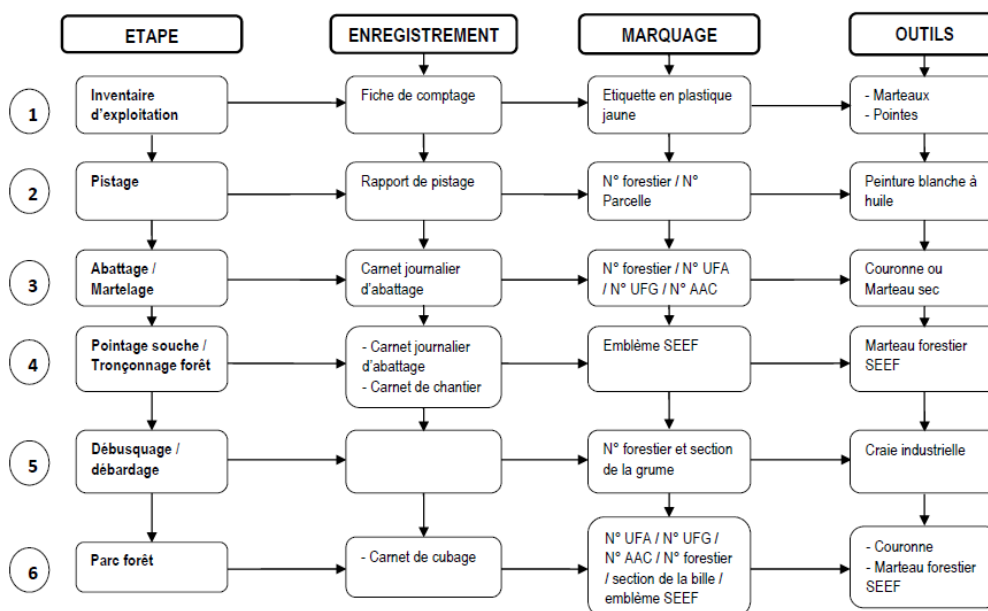 ETAPE
ENREGISTREMENT
MARQUAGE
OUTILS
1
Inventaire
d'exploitation
Fiche de comptage
Etiquette en plastique
jaune
- Marteaux
- Pointes
2
Pistage
Rapport de pistage
N° forestier / N°
Parcelle
Peinture blanche à
huile
3
Abattage /
Martelage
Carnet journalier
d'abattage
N° forestier / N° UFA
/ N° UFG / N° AAC
Couronne ou
Marteau sec
4
Pointage souche /
Tronçonnage forêt
- Carnet journalier
d'abattage
- Carnet de chantier
Emblème SEEF
Marteau forestier
SEEF
5
Débusquage /
débardage
N° forestier et section
de la grume
Craie industrielle
6
Parc forêt
- Carnet de cubage
N° UFA / N° UFG /
N° AAC / N° forestier
/ section de la bille /
emblème SEEF
- Couronne
- Marteau forestier
SEEF